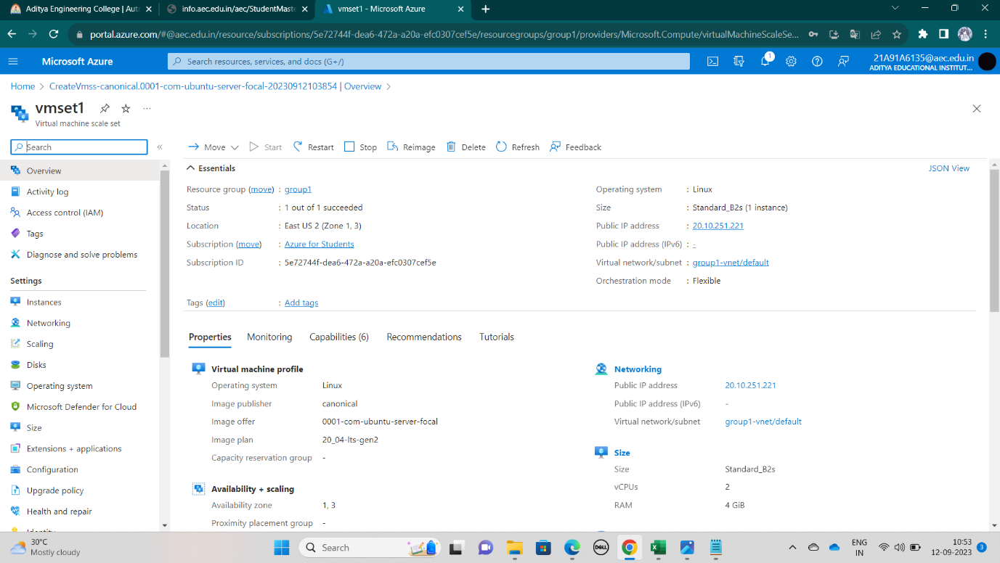 Aditya Engineering College | Auto
info.aec.edu.in/aec/StudentMaste
vmset1 - Microsoft Azure
portal.azure.com/#@aec.edu.in/resource/subscriptions/5e72744f-dea6-472a-a20a-efc0307cef5e/resourcegroups/group1/providers/Microsoft.Compute/virtualMachineScaleSe...
Microsoft Azure
Search resources, services, and docs (G+/)
1
21A91A6135@aec.edu.in
ADITYA EDUCATIONAL INSTITUT...
Home > CreateVmss-canonical.0001-com-ubuntu-server-focal-20230912103854 | Overview >
vmset1
Virtual machine scale set
Search
Overview
Activity log
Access control (IAM)
Tags
Diagnose and solve problems
Settings
Instances
Networking
Scaling
Disks
Operating system
Microsoft Defender for Cloud
Size
Extensions + applications
Configuration
Upgrade policy
Health and repair
Identity
Move Start Restart Stop Reimage Delete Refresh Feedback
Essentials
JSON View
Resource group (move) : group1
Status : 1 out of 1 succeeded
Location : East US 2 (Zone 1, 3)
Subscription (move) : Azure for Students
Subscription ID : 5e72744f-dea6-472a-a20a-efc0307cef5e
Operating system : Linux
Size : Standard_B2s (1 instance)
Public IP address : 20.10.251.221
Public IP address (IPv6) : -
Virtual network/subnet : group1-vnet/default
Orchestration mode : Flexible
Tags (edit) : Add tags
Properties Monitoring Capabilities (6) Recommendations Tutorials
Virtual machine profile
Operating system Linux
Image publisher canonical
Image offer 0001-com-ubuntu-server-focal
Image plan 20_04-lts-gen2
Capacity reservation group -
Availability + scaling
Availability zone 1, 3
Proximity placement group -
Networking
Public IP address 20.10.251.221
Public IP address (IPv6) -
Virtual network/subnet group1-vnet/default
Size
Size Standard_B2s
vCPUs 2
RAM 4 GiB
30°C
Mostly cloudy
Search
DELL
ENG
IN
10:53
12-09-2023
3